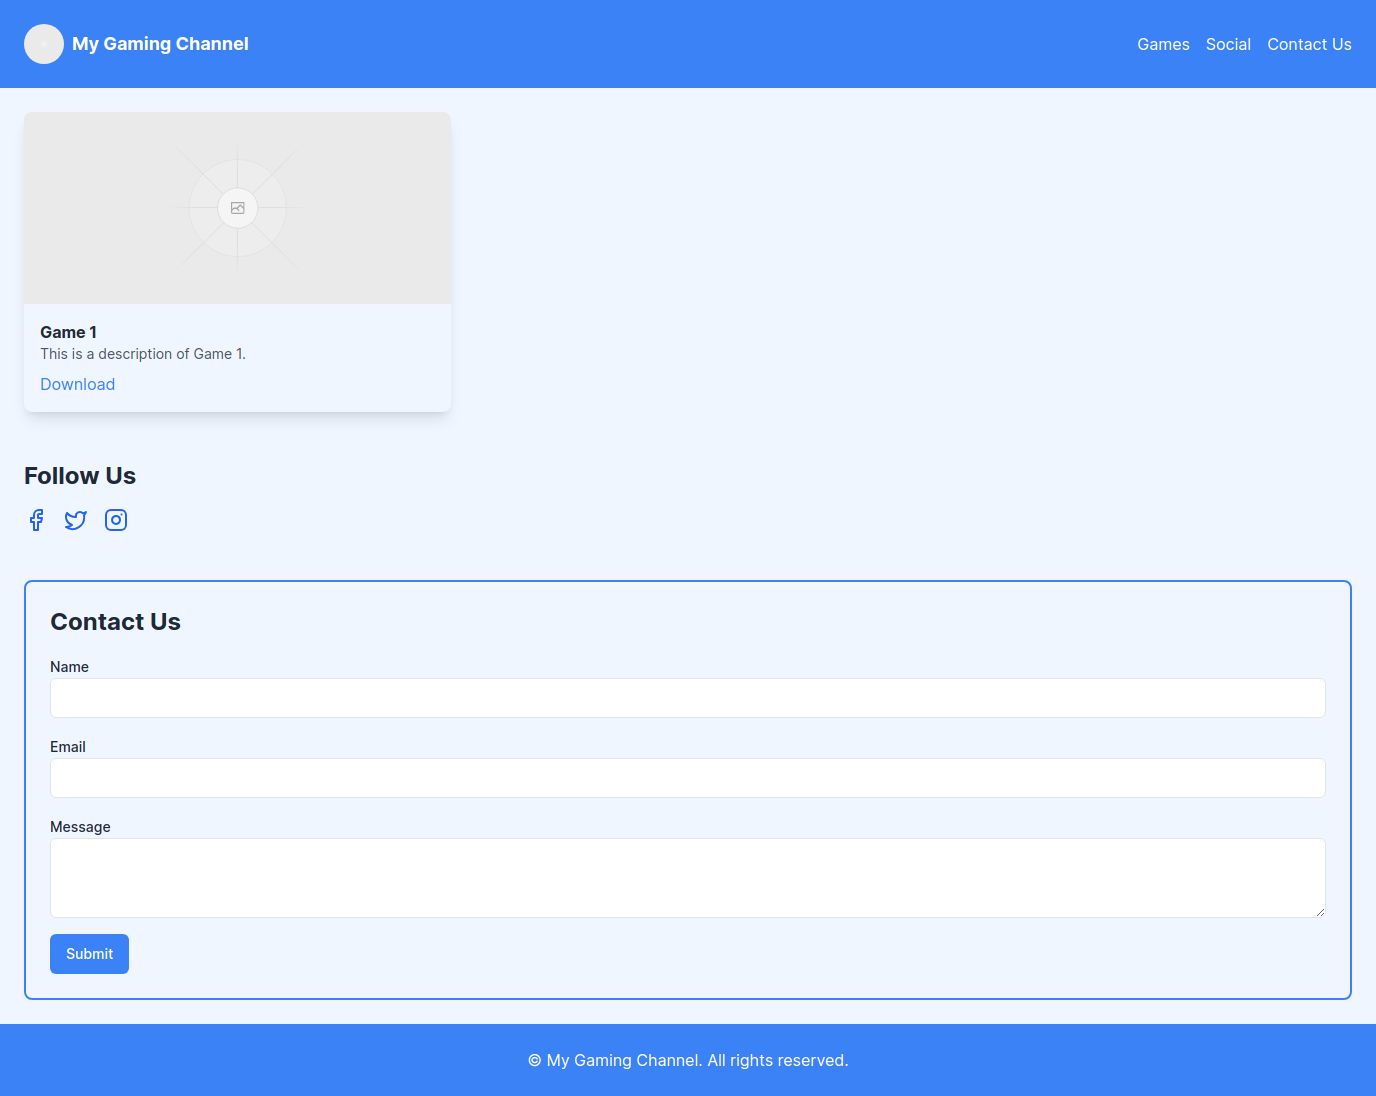 My Gaming Channel
Games Social Contact Us
Game 1
This is a description of Game 1.
Download
Follow Us
Contact Us
Name
Email
Message
Submit
© My Gaming Channel. All rights reserved.